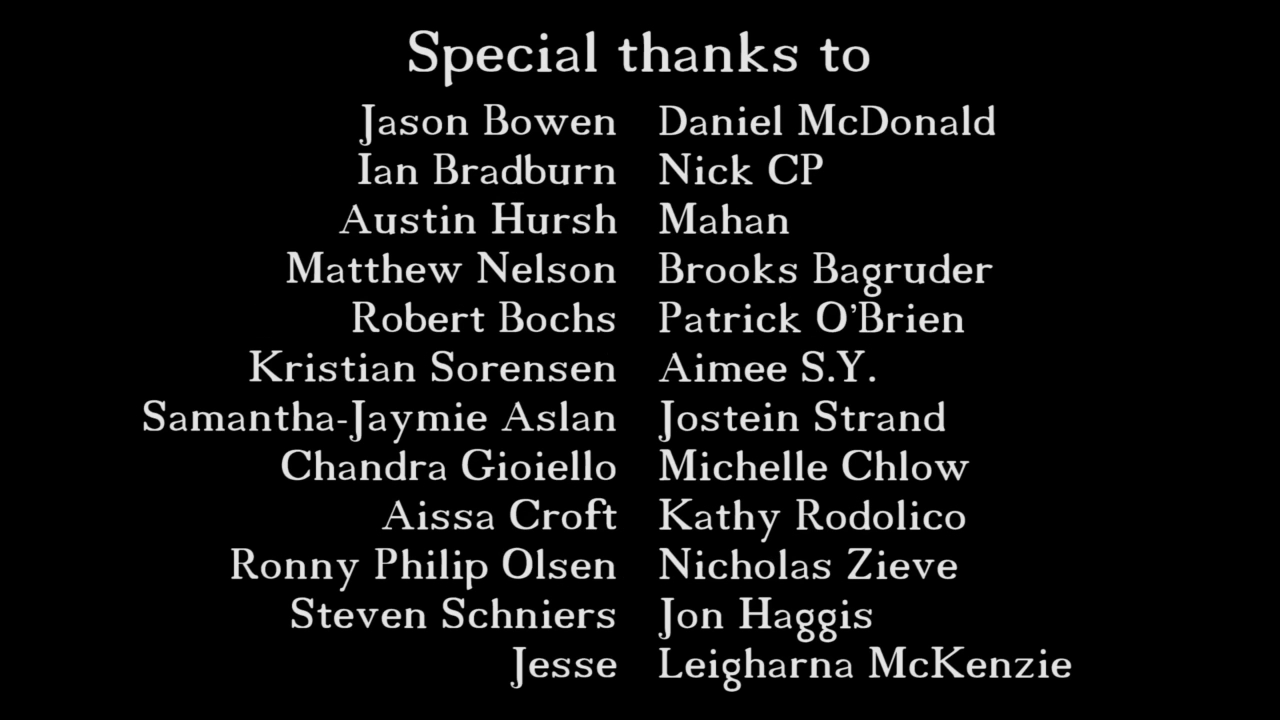 Special thanks to
Jason Bowen Daniel McDonald
Ian Bradburn Nick CP
Austin Hursh Mahan
Matthew Nelson Brooks Bagruder
Robert Bochs Patrick O'Brien
Kristian Sorensen Aimee S.Y.
Samantha-Jaymie Aslan Jostein Strand
Chandra Gioiello Michelle Chlow
Aissa Croft Kathy Rodolico
Ronny Philip Olsen Nicholas Zieve
Steven Schniers Jon Haggis
Jesse Leigharna McKenzie